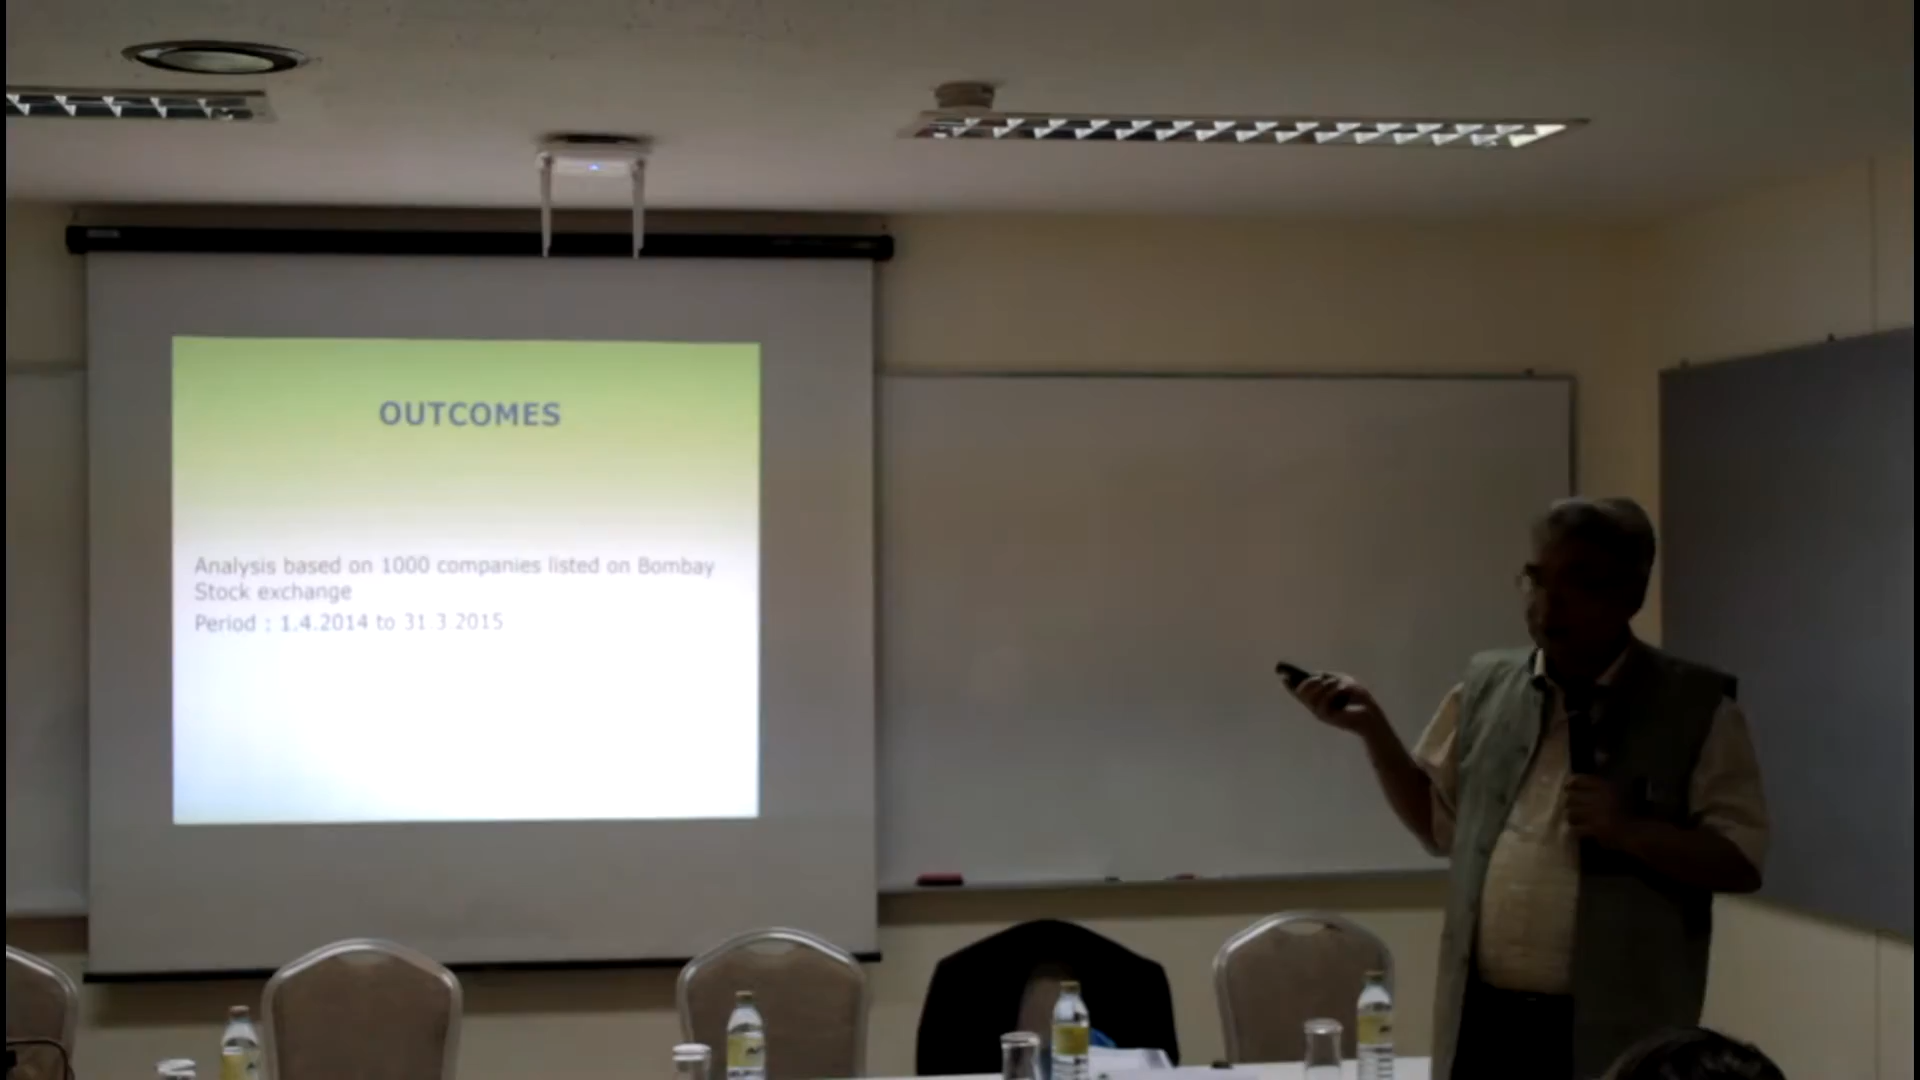 OUTCOMES
Analysis based on 1000 companies listed on Bombay
Stock exchange
Period : 1.4.2014 to 31.3.2015